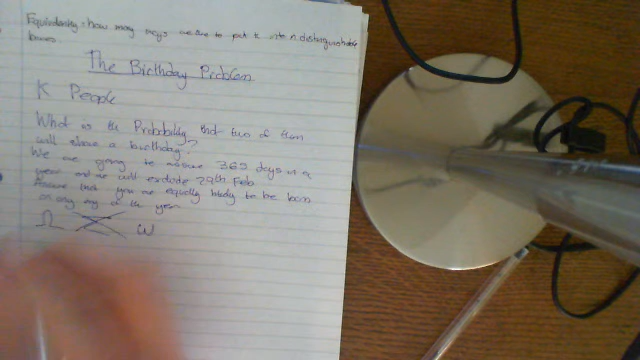 Equivalently: how many ways are there to put k into n distinguishable
boxes
The Birthday Problem
K People
What is the Probability that two of them
will share a birthday?
We are going to assume 365 days in a
year and we will exclude 29th Feb
Assume that you are equally likely to be born
on any day of the year
Ω ω